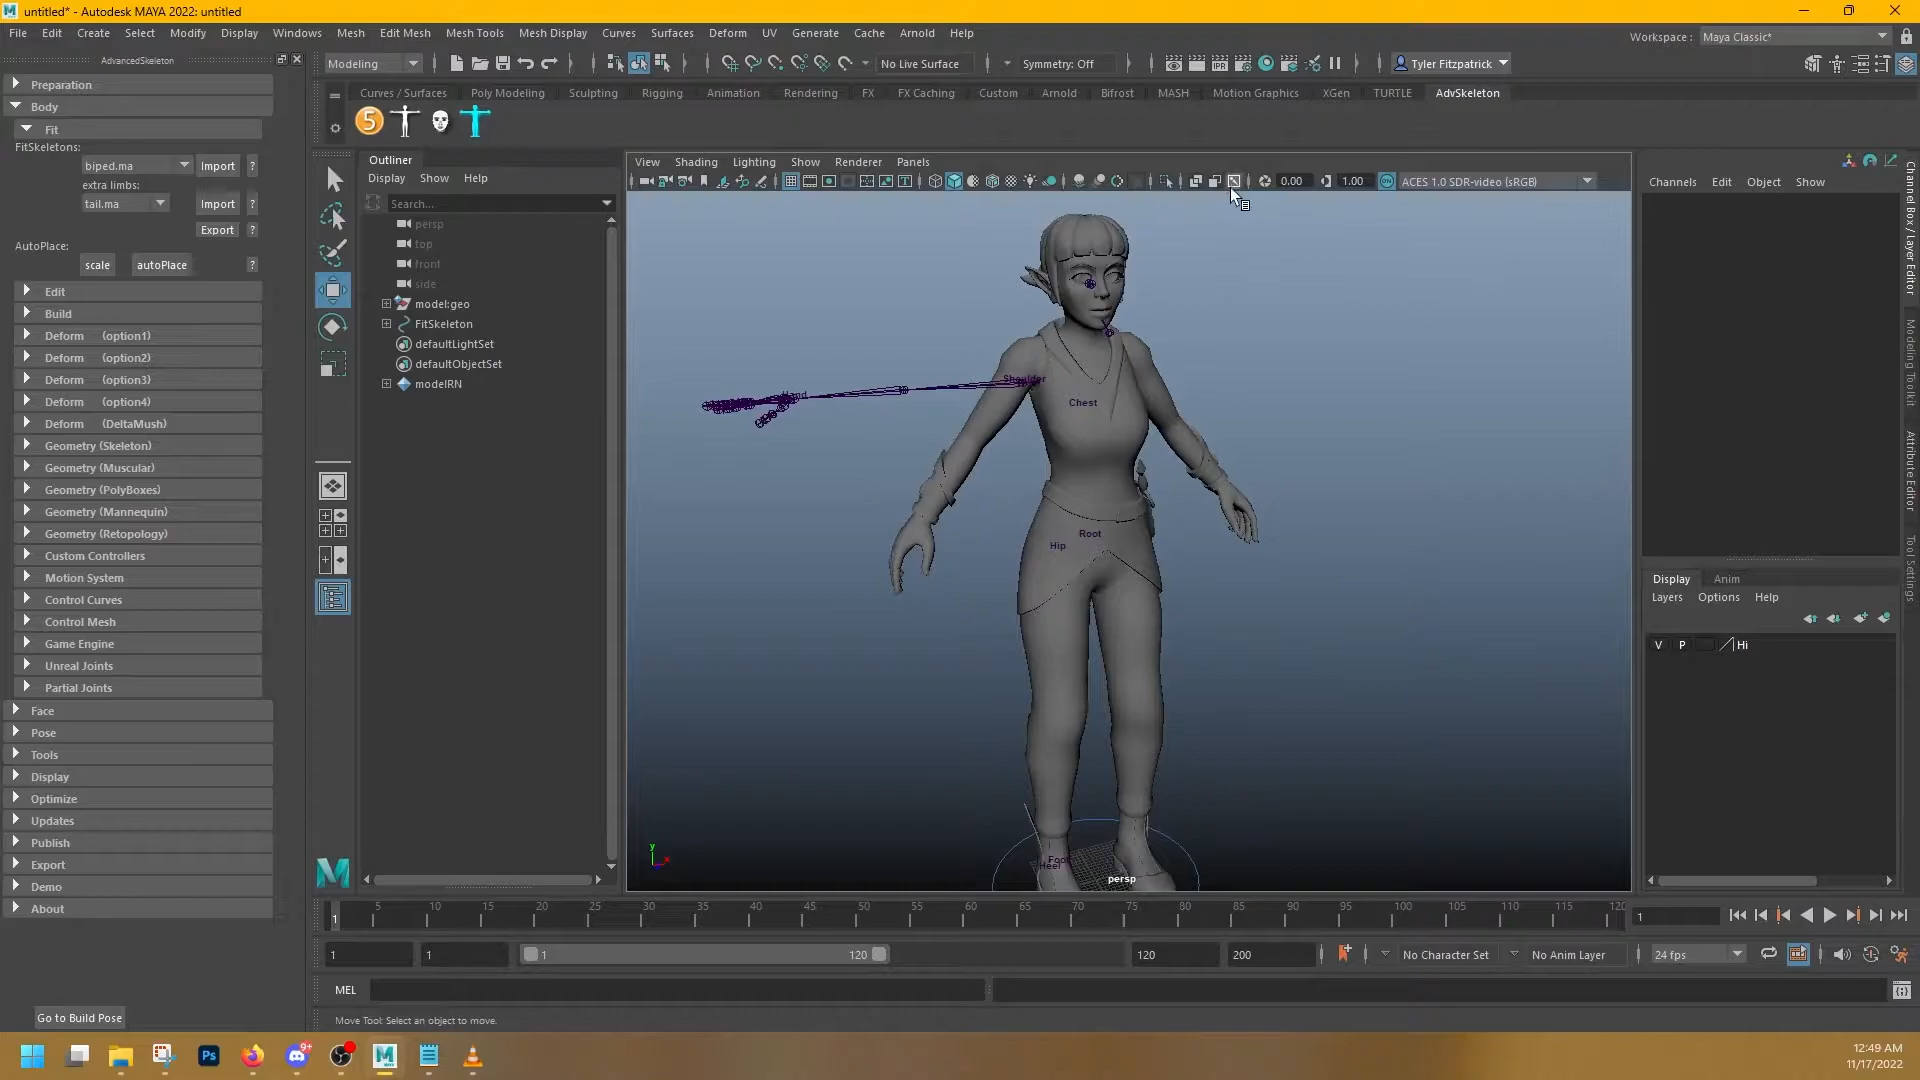 untitled* - Autodesk MAYA 2022: untitled
File Edit Create Select Modify Display Windows Mesh Edit Mesh Mesh Tools Mesh Display Curves Surfaces Deform UV Generate Cache Arnold Help
Workspace : Maya Classic*
AdvancedSkeleton
Modeling
No Live Surface
Symmetry: Off
Tyler Fitzpatrick
Preparation
Body
Fit
FitSkeletons:
biped.ma Import ?
extra limbs:
tail.ma Import ?
Export ?
AutoPlace:
scale autoPlace ?
Edit
Build
Deform (option1)
Deform (option2)
Deform (option3)
Deform (option4)
Deform (DeltaMush)
Geometry (Skeleton)
Geometry (Muscular)
Geometry (PolyBoxes)
Geometry (Mannequin)
Geometry (Retopology)
Custom Controllers
Motion System
Control Curves
Control Mesh
Game Engine
Unreal Joints
Partial Joints
Face
Pose
Tools
Display
Optimize
Updates
Publish
Export
Demo
About
Go to Build Pose
Curves / Surfaces Poly Modeling Sculpting Rigging Animation Rendering FX FX Caching Custom Arnold Bifrost MASH Motion Graphics XGen TURTLE AdvSkeleton
5
Outliner
Display Show Help
Search...
persp
top
front
side
model:geo
FitSkeleton
defaultLightSet
defaultObjectSet
modelRN
View Shading Lighting Show Renderer Panels
0.00 1.00 ON ACES 1.0 SDR-video (sRGB)
Shoulder
Hand
Chest
Root
Hip
Foot
Heel
persp
y
x
Channels Edit Object Show
Channel Box / Layer Editor
Modeling Toolkit
Attribute Editor
Tool Settings
Display Anim
Layers Options Help
V P Hi
1 5 10 15 20 25 30 35 40 45 50 55 60 65 70 75 80 85 90 95 100 105 110 115 120
1
1 1 1 120 120 200
No Character Set
No Anim Layer
24 fps
MEL
Move Tool: Select an object to move.
MAYA
Ps
9+
12:49 AM
11/17/2022